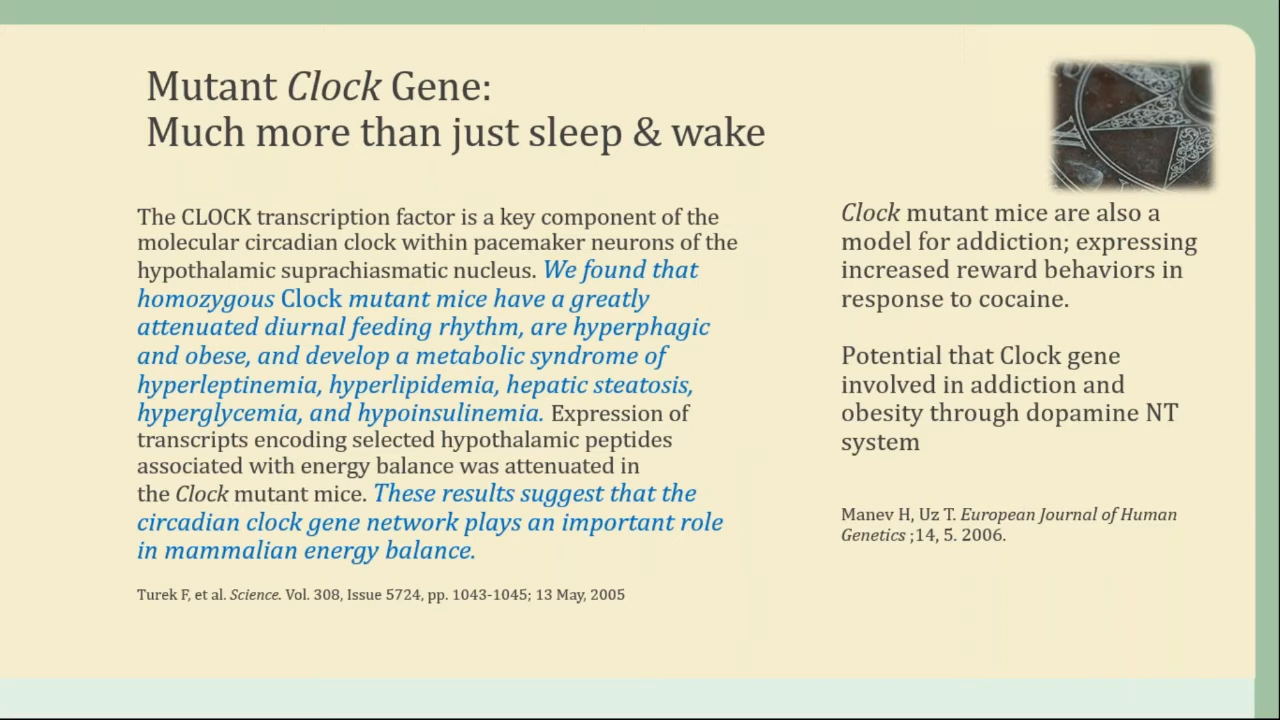 Mutant Clock Gene:
Much more than just sleep & wake
The CLOCK transcription factor is a key component of the
molecular circadian clock within pacemaker neurons of the
hypothalamic suprachiasmatic nucleus. We found that
homozygous Clock mutant mice have a greatly
attenuated diurnal feeding rhythm, are hyperphagic
and obese, and develop a metabolic syndrome of
hyperleptinemia, hyperlipidemia, hepatic steatosis,
hyperglycemia, and hypoinsulinemia. Expression of
transcripts encoding selected hypothalamic peptides
associated with energy balance was attenuated in
the Clock mutant mice. These results suggest that the
circadian clock gene network plays an important role
in mammalian energy balance.
Turek F, et al. Science. Vol. 308, Issue 5724, pp. 1043-1045; 13 May, 2005
Clock mutant mice are also a
model for addiction; expressing
increased reward behaviors in
response to cocaine.
Potential that Clock gene
involved in addiction and
obesity through dopamine NT
system
Manev H, Uz T. European Journal of Human
Genetics ;14, 5. 2006.